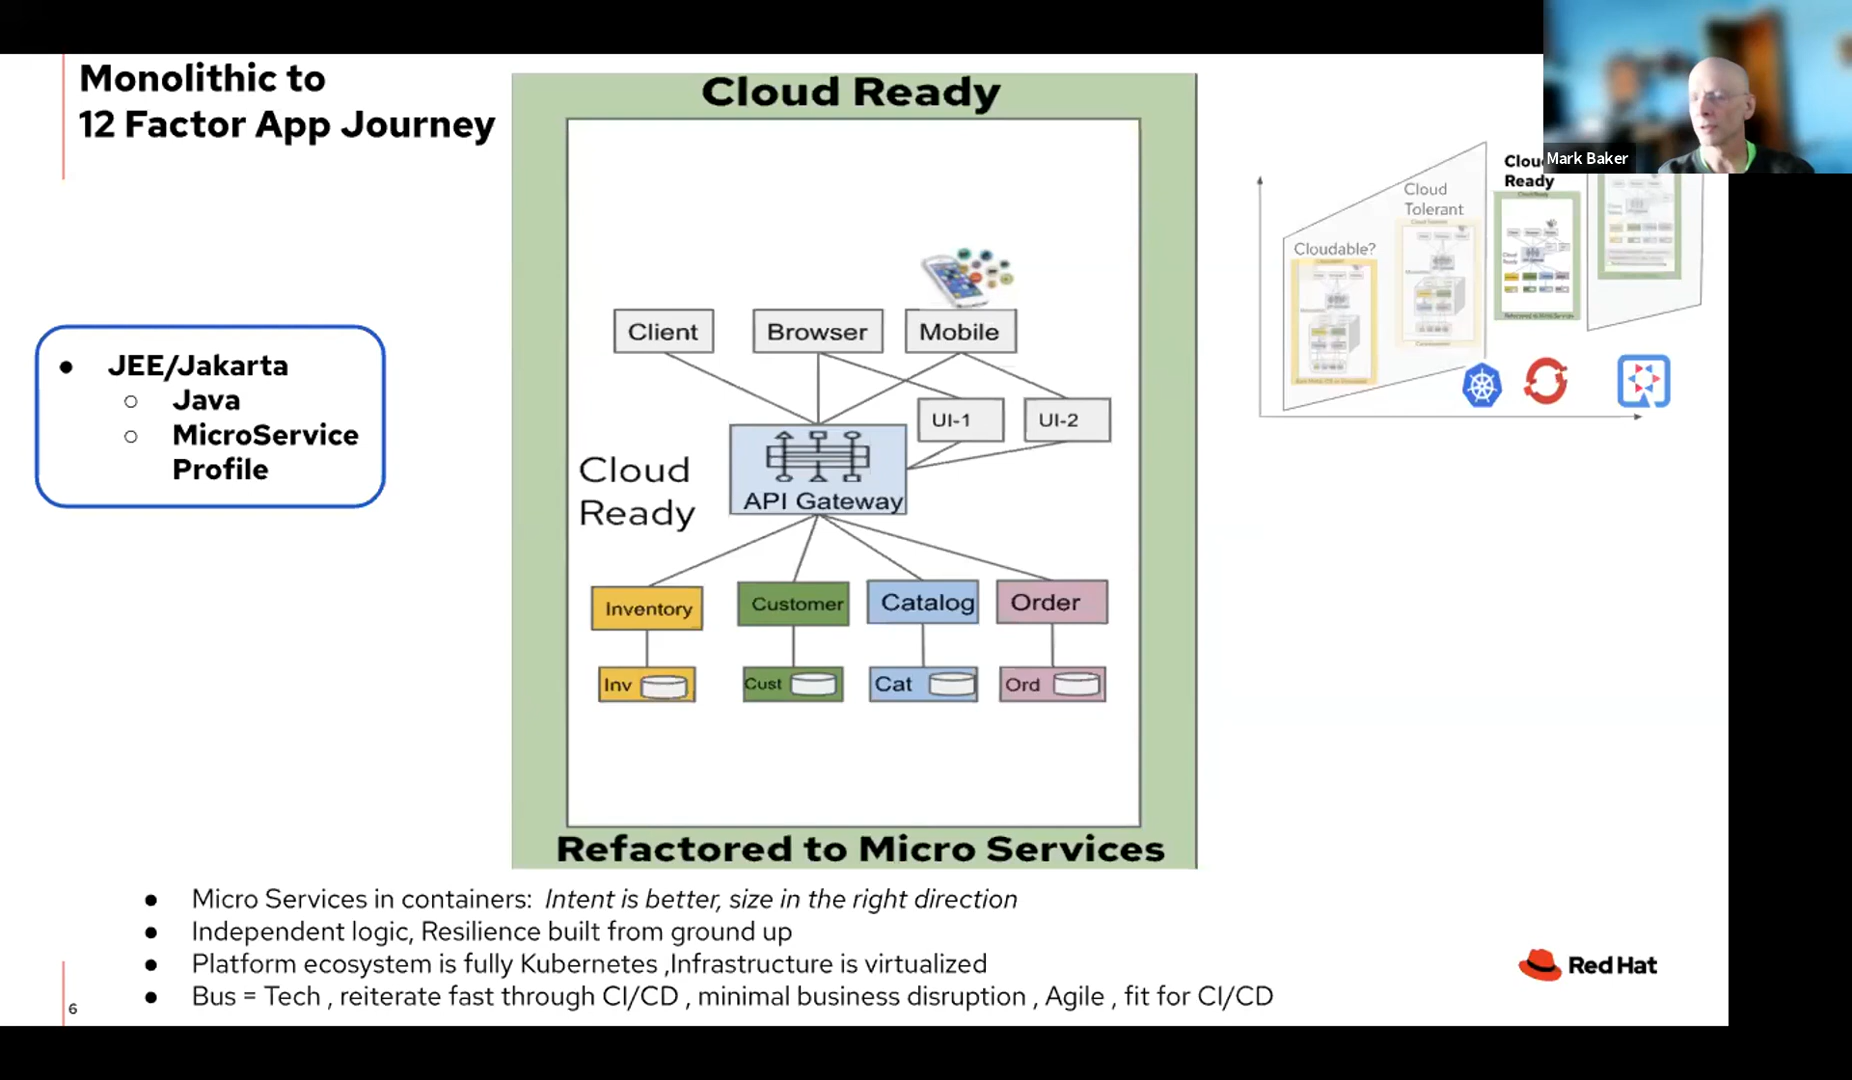 Monolithic to
12 Factor App Journey
JEE/Jakarta
Java
MicroService
Profile
Cloud Ready
Client
Browser
Mobile
UI-1
UI-2
API Gateway
Cloud
Ready
Inventory
Customer
Catalog
Order
Inv
Cust
Cat
Ord
Refactored to Micro Services
Cloudable?
Cloud
Tolerant
Ready
Mark Baker
Micro Services in containers: Intent is better, size in the right direction
Independent logic, Resilience built from ground up
Platform ecosystem is fully Kubernetes ,Infrastructure is virtualized
Bus = Tech , reiterate fast through CI/CD , minimal business disruption , Agile , fit for CI/CD
Red Hat
6